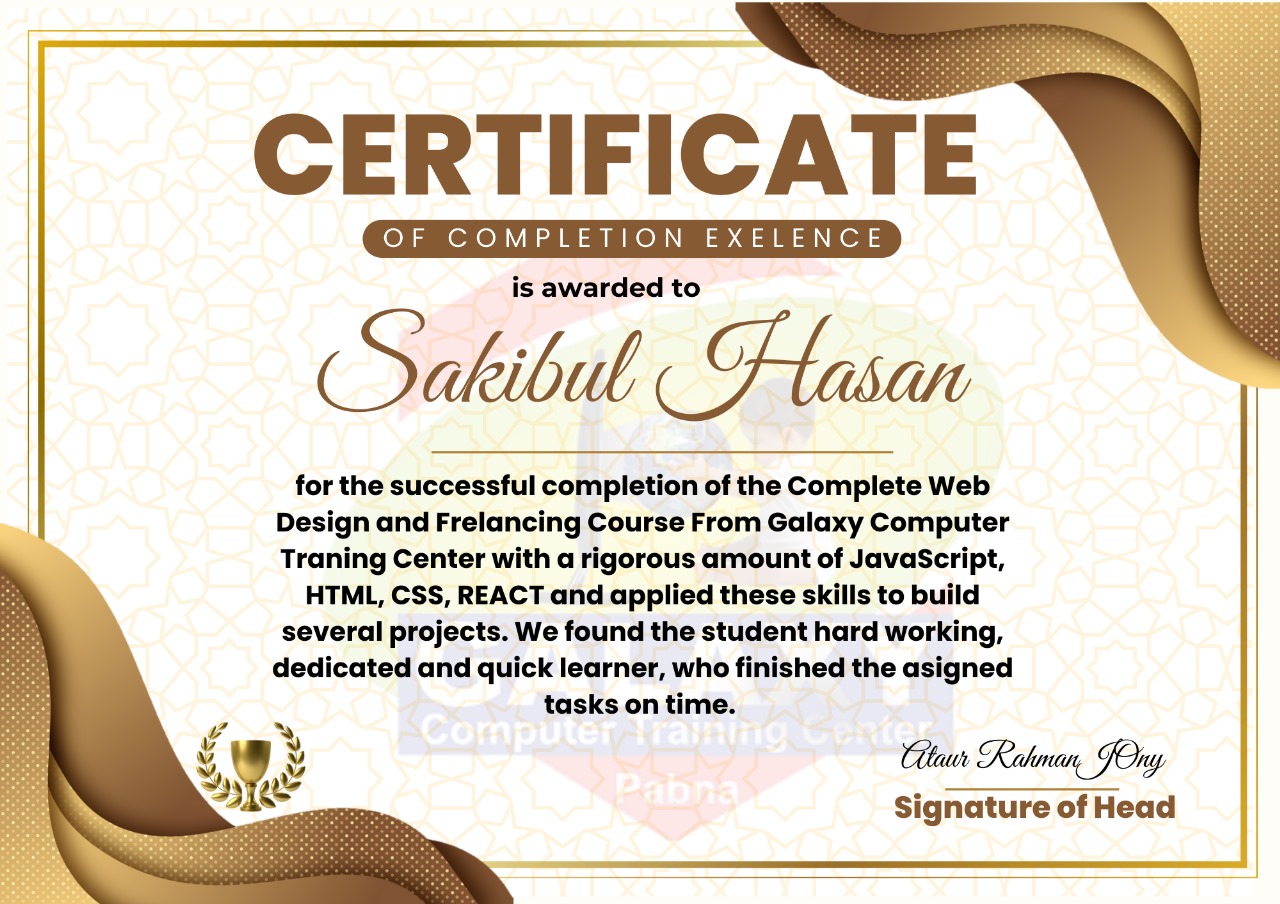 CERTIFICATE
OF COMPLETION EXELENCE
is awarded to
Sakibul Hasan
for the successful completion of the Complete Web
Design and Frelancing Course From Galaxy Computer
Traning Center with a rigorous amount of JavaScript,
HTML, CSS, REACT and applied these skills to build
several projects. We found the student hard working,
dedicated and quick learner, who finished the asigned
tasks on time.
GALAXY
Computer Training Center
Pabna
Ataur Rahman JOny
Signature of Head